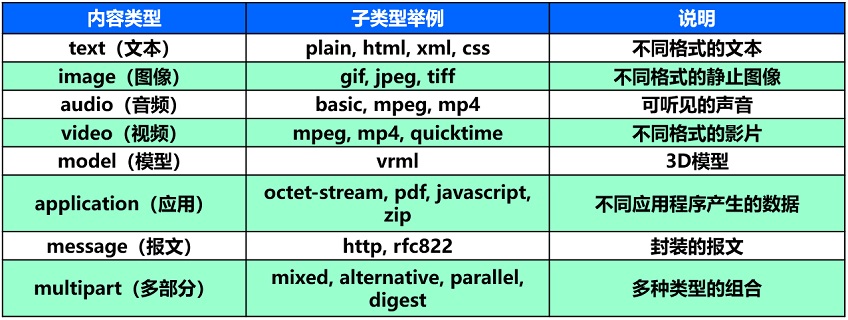 内容类型 子类型举例 说明
text（文本） plain, html, xml, css 不同格式的文本
image（图像） gif, jpeg, tiff 不同格式的静止图像
audio（音频） basic, mpeg, mp4 可听见的声音
video（视频） mpeg, mp4, quicktime 不同格式的影片
model（模型） vrml 3D模型
application（应用） octet-stream, pdf, javascript, 不同应用程序产生的数据
zip
message（报文） http, rfc822 封装的报文
multipart（多部分） mixed, alternative, parallel, 多种类型的组合
digest